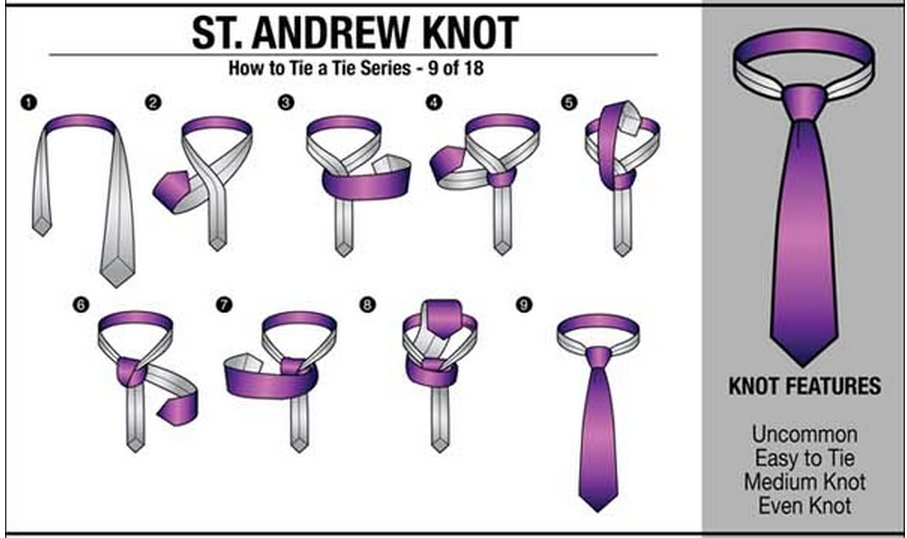 ST. ANDREW KNOT
How to Tie a Tie Series - 9 of 18
1
2
3
4
5
6
7
8
9
KNOT FEATURES
Uncommon
Easy to Tie
Medium Knot
Even Knot